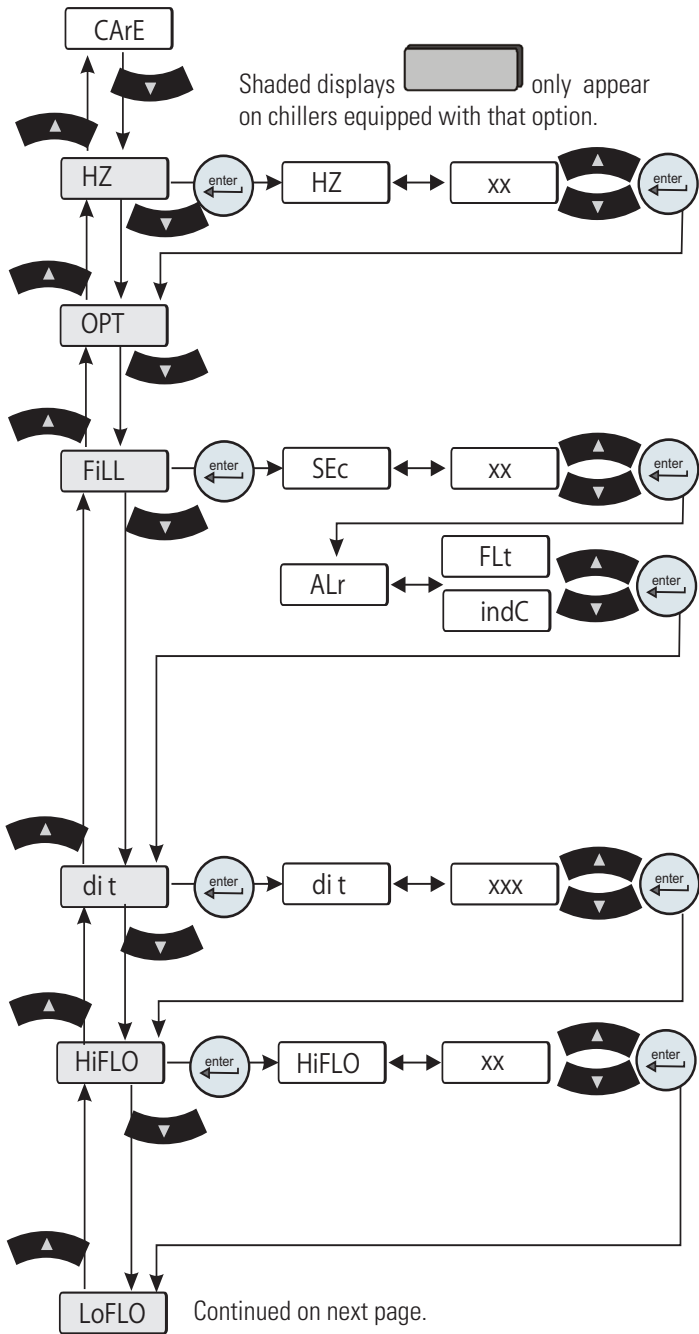 CArE
Shaded displays only appear
on chillers equipped with that option.
HZ
enter
HZ
xx
enter
OPT
FiLL
enter
SEc
xx
enter
ALr
FLt
indC
enter
di t
enter
di t
xxx
enter
HiFLO
enter
HiFLO
xx
enter
LoFLO
Continued on next page.